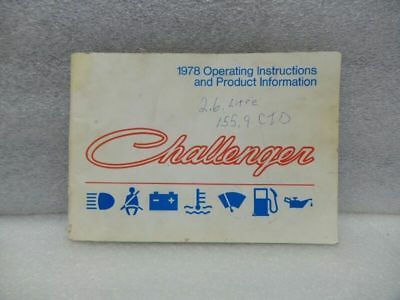 1978 Operating Instructions
and Product Information
2.6 Litre
155.9 CID
Challenger